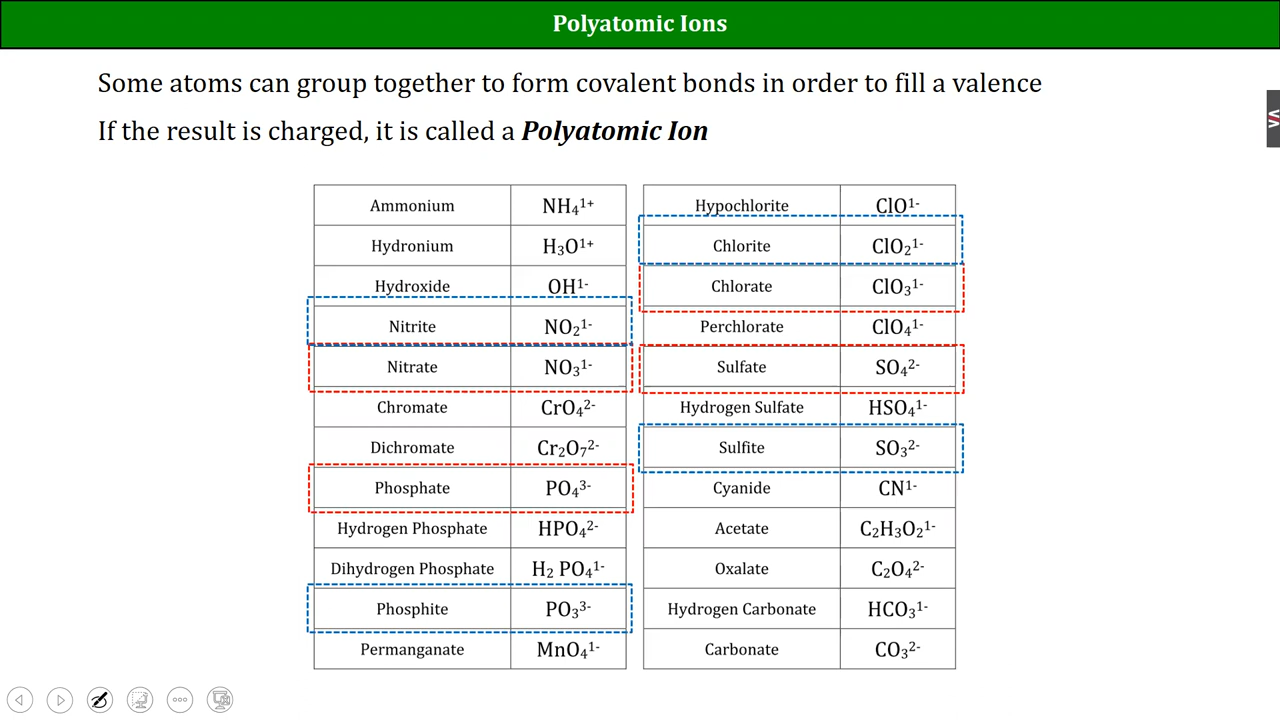 Polyatomic Ions
Some atoms can group together to form covalent bonds in order to fill a valence
If the result is charged, it is called a Polyatomic Ion
Ammonium NH₄¹⁺
Hydronium H₃O¹⁺
Hydroxide OH¹⁻
Nitrite NO₂¹⁻
Nitrate NO₃¹⁻
Chromate CrO₄²⁻
Dichromate Cr₂O₇²⁻
Phosphate PO₄³⁻
Hydrogen Phosphate HPO₄²⁻
Dihydrogen Phosphate H₂ PO₄¹⁻
Phosphite PO₃³⁻
Permanganate MnO₄¹⁻
Hypochlorite ClO¹⁻
Chlorite ClO₂¹⁻
Chlorate ClO₃¹⁻
Perchlorate ClO₄¹⁻
Sulfate SO₄²⁻
Hydrogen Sulfate HSO₄¹⁻
Sulfite SO₃²⁻
Cyanide CN¹⁻
Acetate C₂H₃O₂¹⁻
Oxalate C₂O₄²⁻
Hydrogen Carbonate HCO₃¹⁻
Carbonate CO₃²⁻